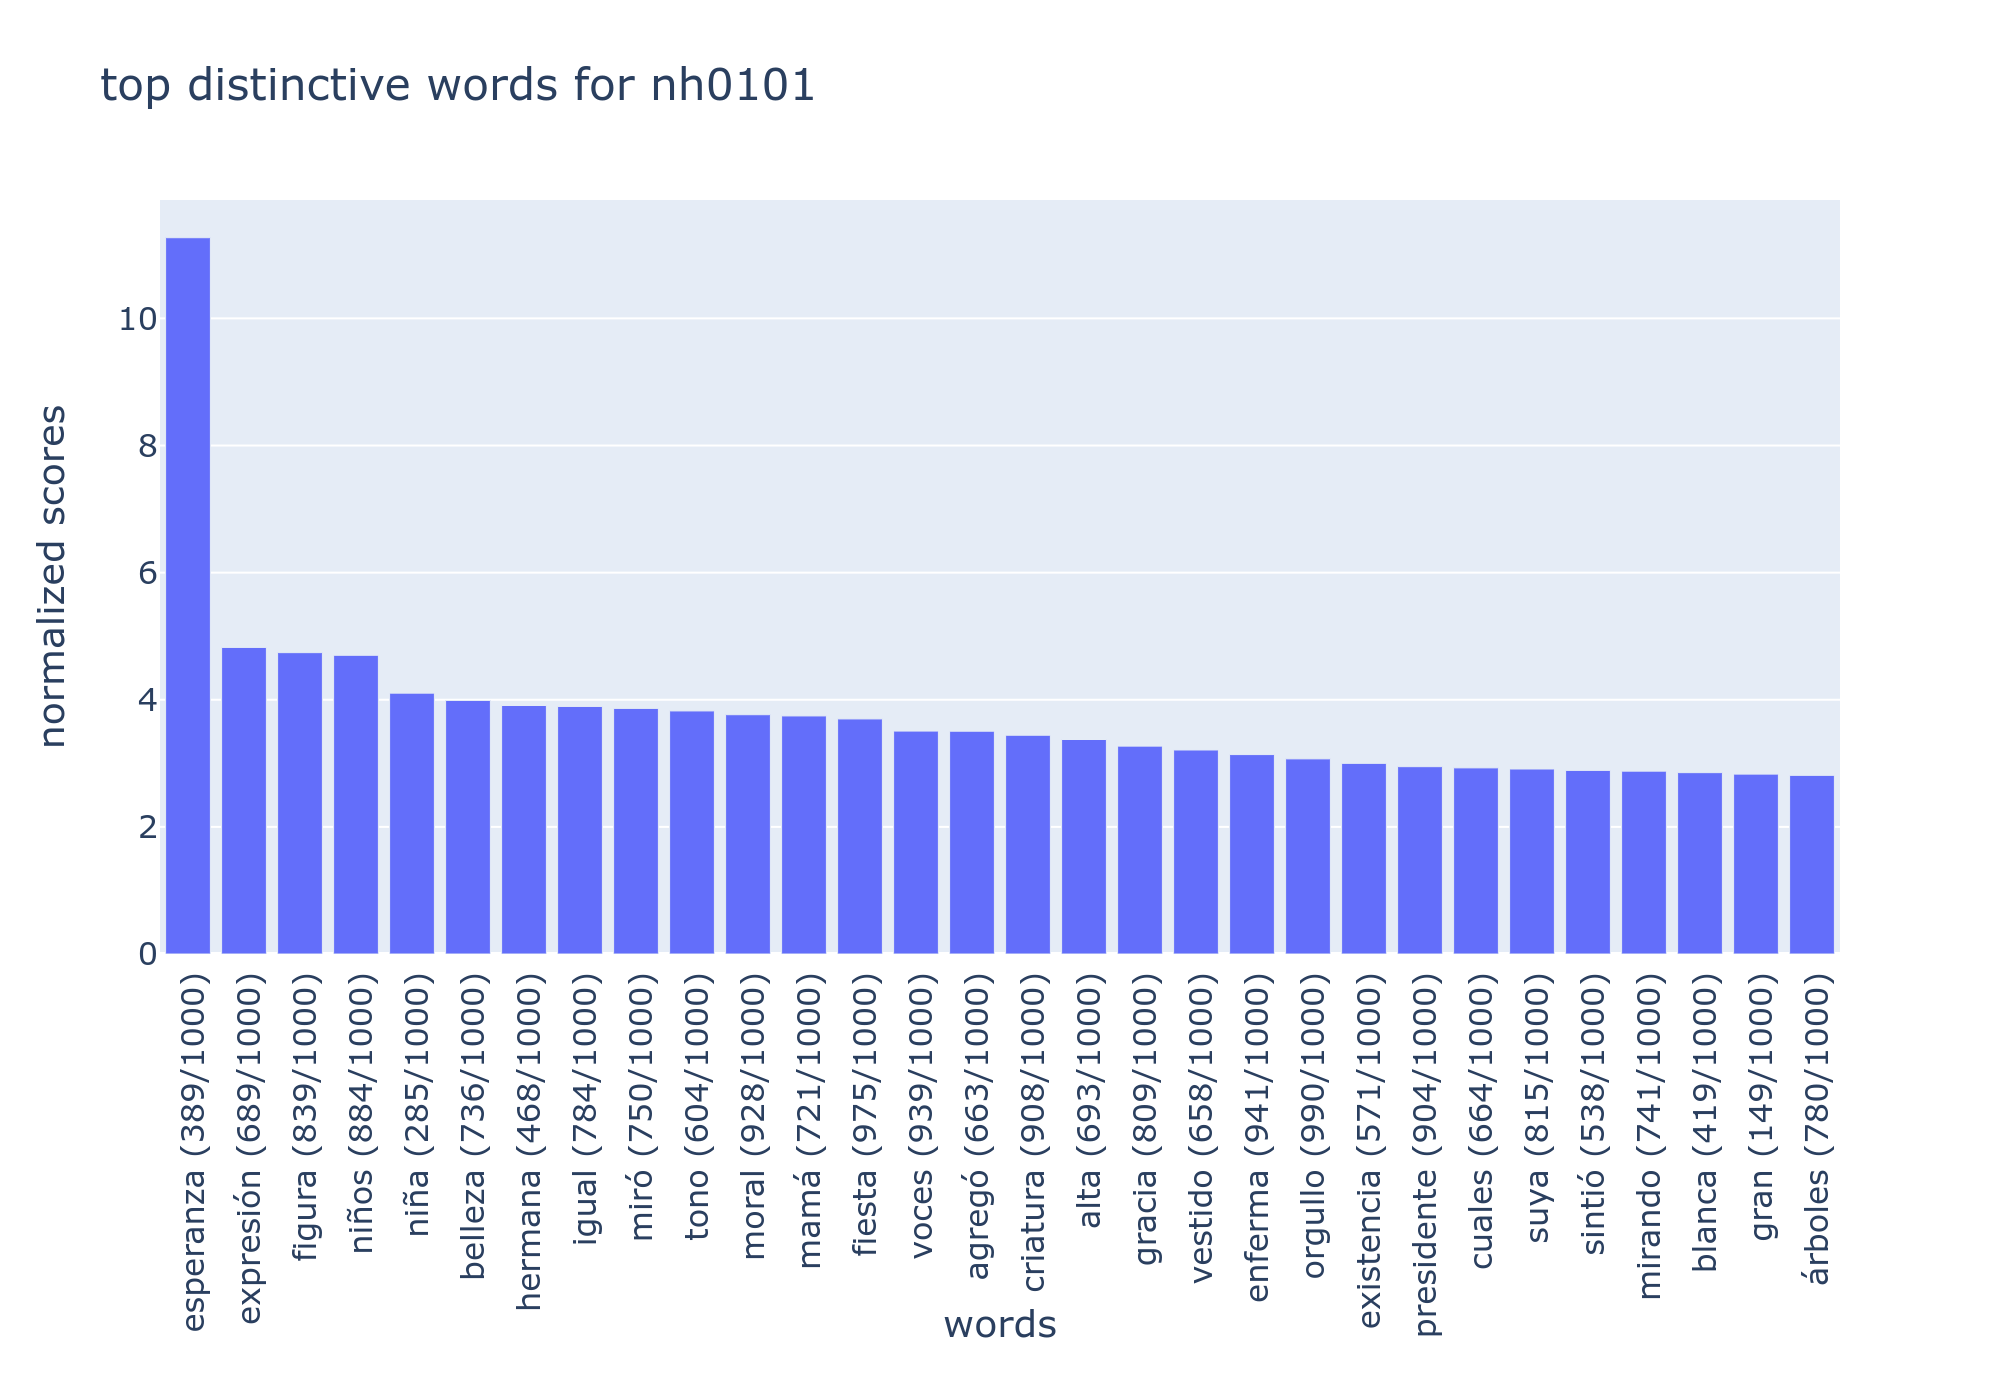 top distinctive words for nh0101
normalized scores
10
8
6
4
2
0
esperanza (389/1000)
expresión (689/1000)
figura (839/1000)
niños (884/1000)
niña (285/1000)
belleza (736/1000)
hermana (468/1000)
igual (784/1000)
miró (750/1000)
tono (604/1000)
moral (928/1000)
mamá (721/1000)
fiesta (975/1000)
voces (939/1000)
agregó (663/1000)
criatura (908/1000)
alta (693/1000)
gracia (809/1000)
vestido (658/1000)
enferma (941/1000)
orgullo (990/1000)
existencia (571/1000)
presidente (904/1000)
cuales (664/1000)
suya (815/1000)
sintió (538/1000)
mirando (741/1000)
blanca (419/1000)
gran (149/1000)
árboles (780/1000)
words